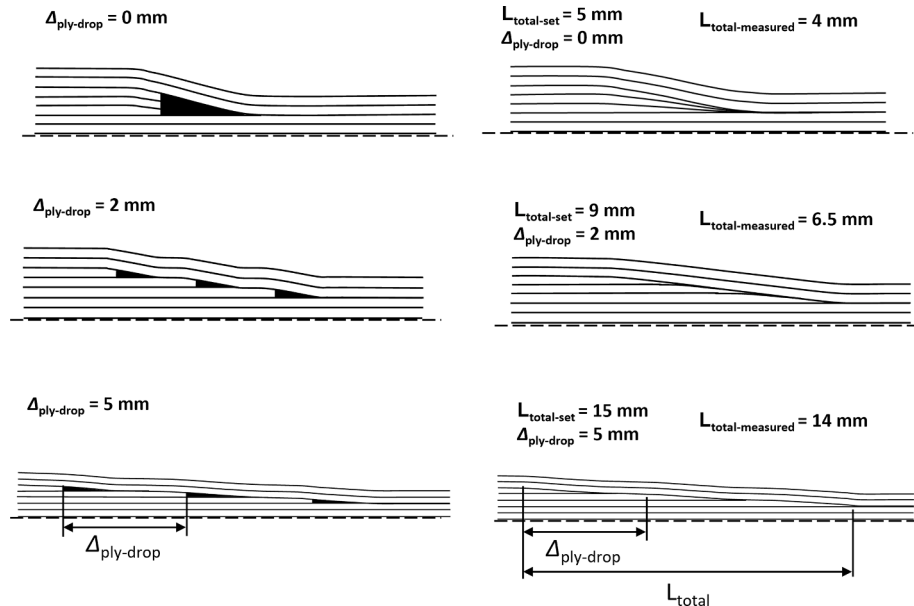 Δply-drop = 0 mm
Ltotal-set = 5 mm
Δply-drop = 0 mm
Ltotal-measured = 4 mm
Δply-drop = 2 mm
Ltotal-set = 9 mm
Δply-drop = 2 mm
Ltotal-measured = 6.5 mm
Δply-drop = 5 mm
Ltotal-set = 15 mm
Δply-drop = 5 mm
Ltotal-measured = 14 mm
Δply-drop
Δply-drop
Ltotal